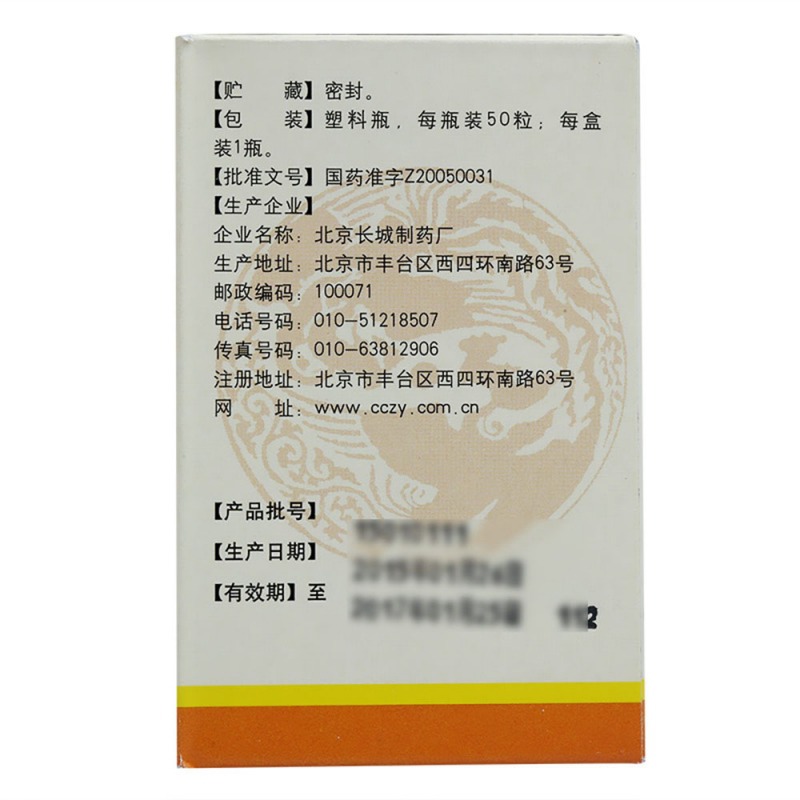 【贮 藏】密封。
【包 装】塑料瓶，每瓶装50粒；每盒
装1瓶。
【批准文号】国药准字Z20050031
【生产企业】
企业名称：北京长城制药厂
生产地址：北京市丰台区西四环南路63号
邮政编码：100071
电话号码：010-51218507
传真号码：010-63812906
注册地址：北京市丰台区西四环南路63号
网 址：www.cczy.com.cn
【产品批号】
【生产日期】
【有效期】至